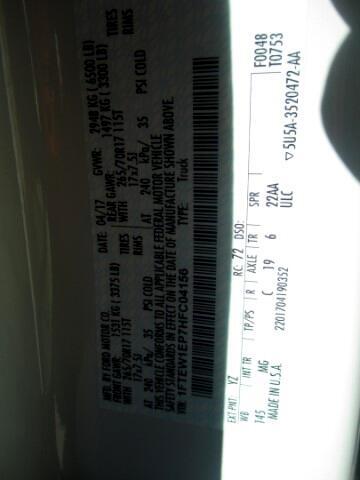 MFD. BY FORD MOTOR CO.
DATE: 04/17 GVWR: 2948 KG ( 6500 LB)
FRONT GAWR: 1531 KG ( 3375 LB) REAR GAWR: 1497 KG ( 3300 LB)
265/70R17 115T TIRES WITH 265/70R17 115T TIRES
17x7.5J RIMS 17x7.5J RIMS
AT 240 kPa/ 35 PSI COLD AT 240 kPa/ 35 PSI COLD
THIS VEHICLE CONFORMS TO ALL APPLICABLE FEDERAL MOTOR VEHICLE
SAFETY STANDARDS IN EFFECT ON THE DATE OF MANUFACTURE SHOWN ABOVE.
VIN: 1FTEW1EP7HFC04156 TYPE: Truck
F0048
T0753
EXT PNT: YZ RC: 72 DSO:
WB INT TR TP/PS R AXLE TR SPR
145 MG C 19 6 22AA
ULC
MADE IN U.S.A. 2201704190352
▽5U5A-3520472-AA